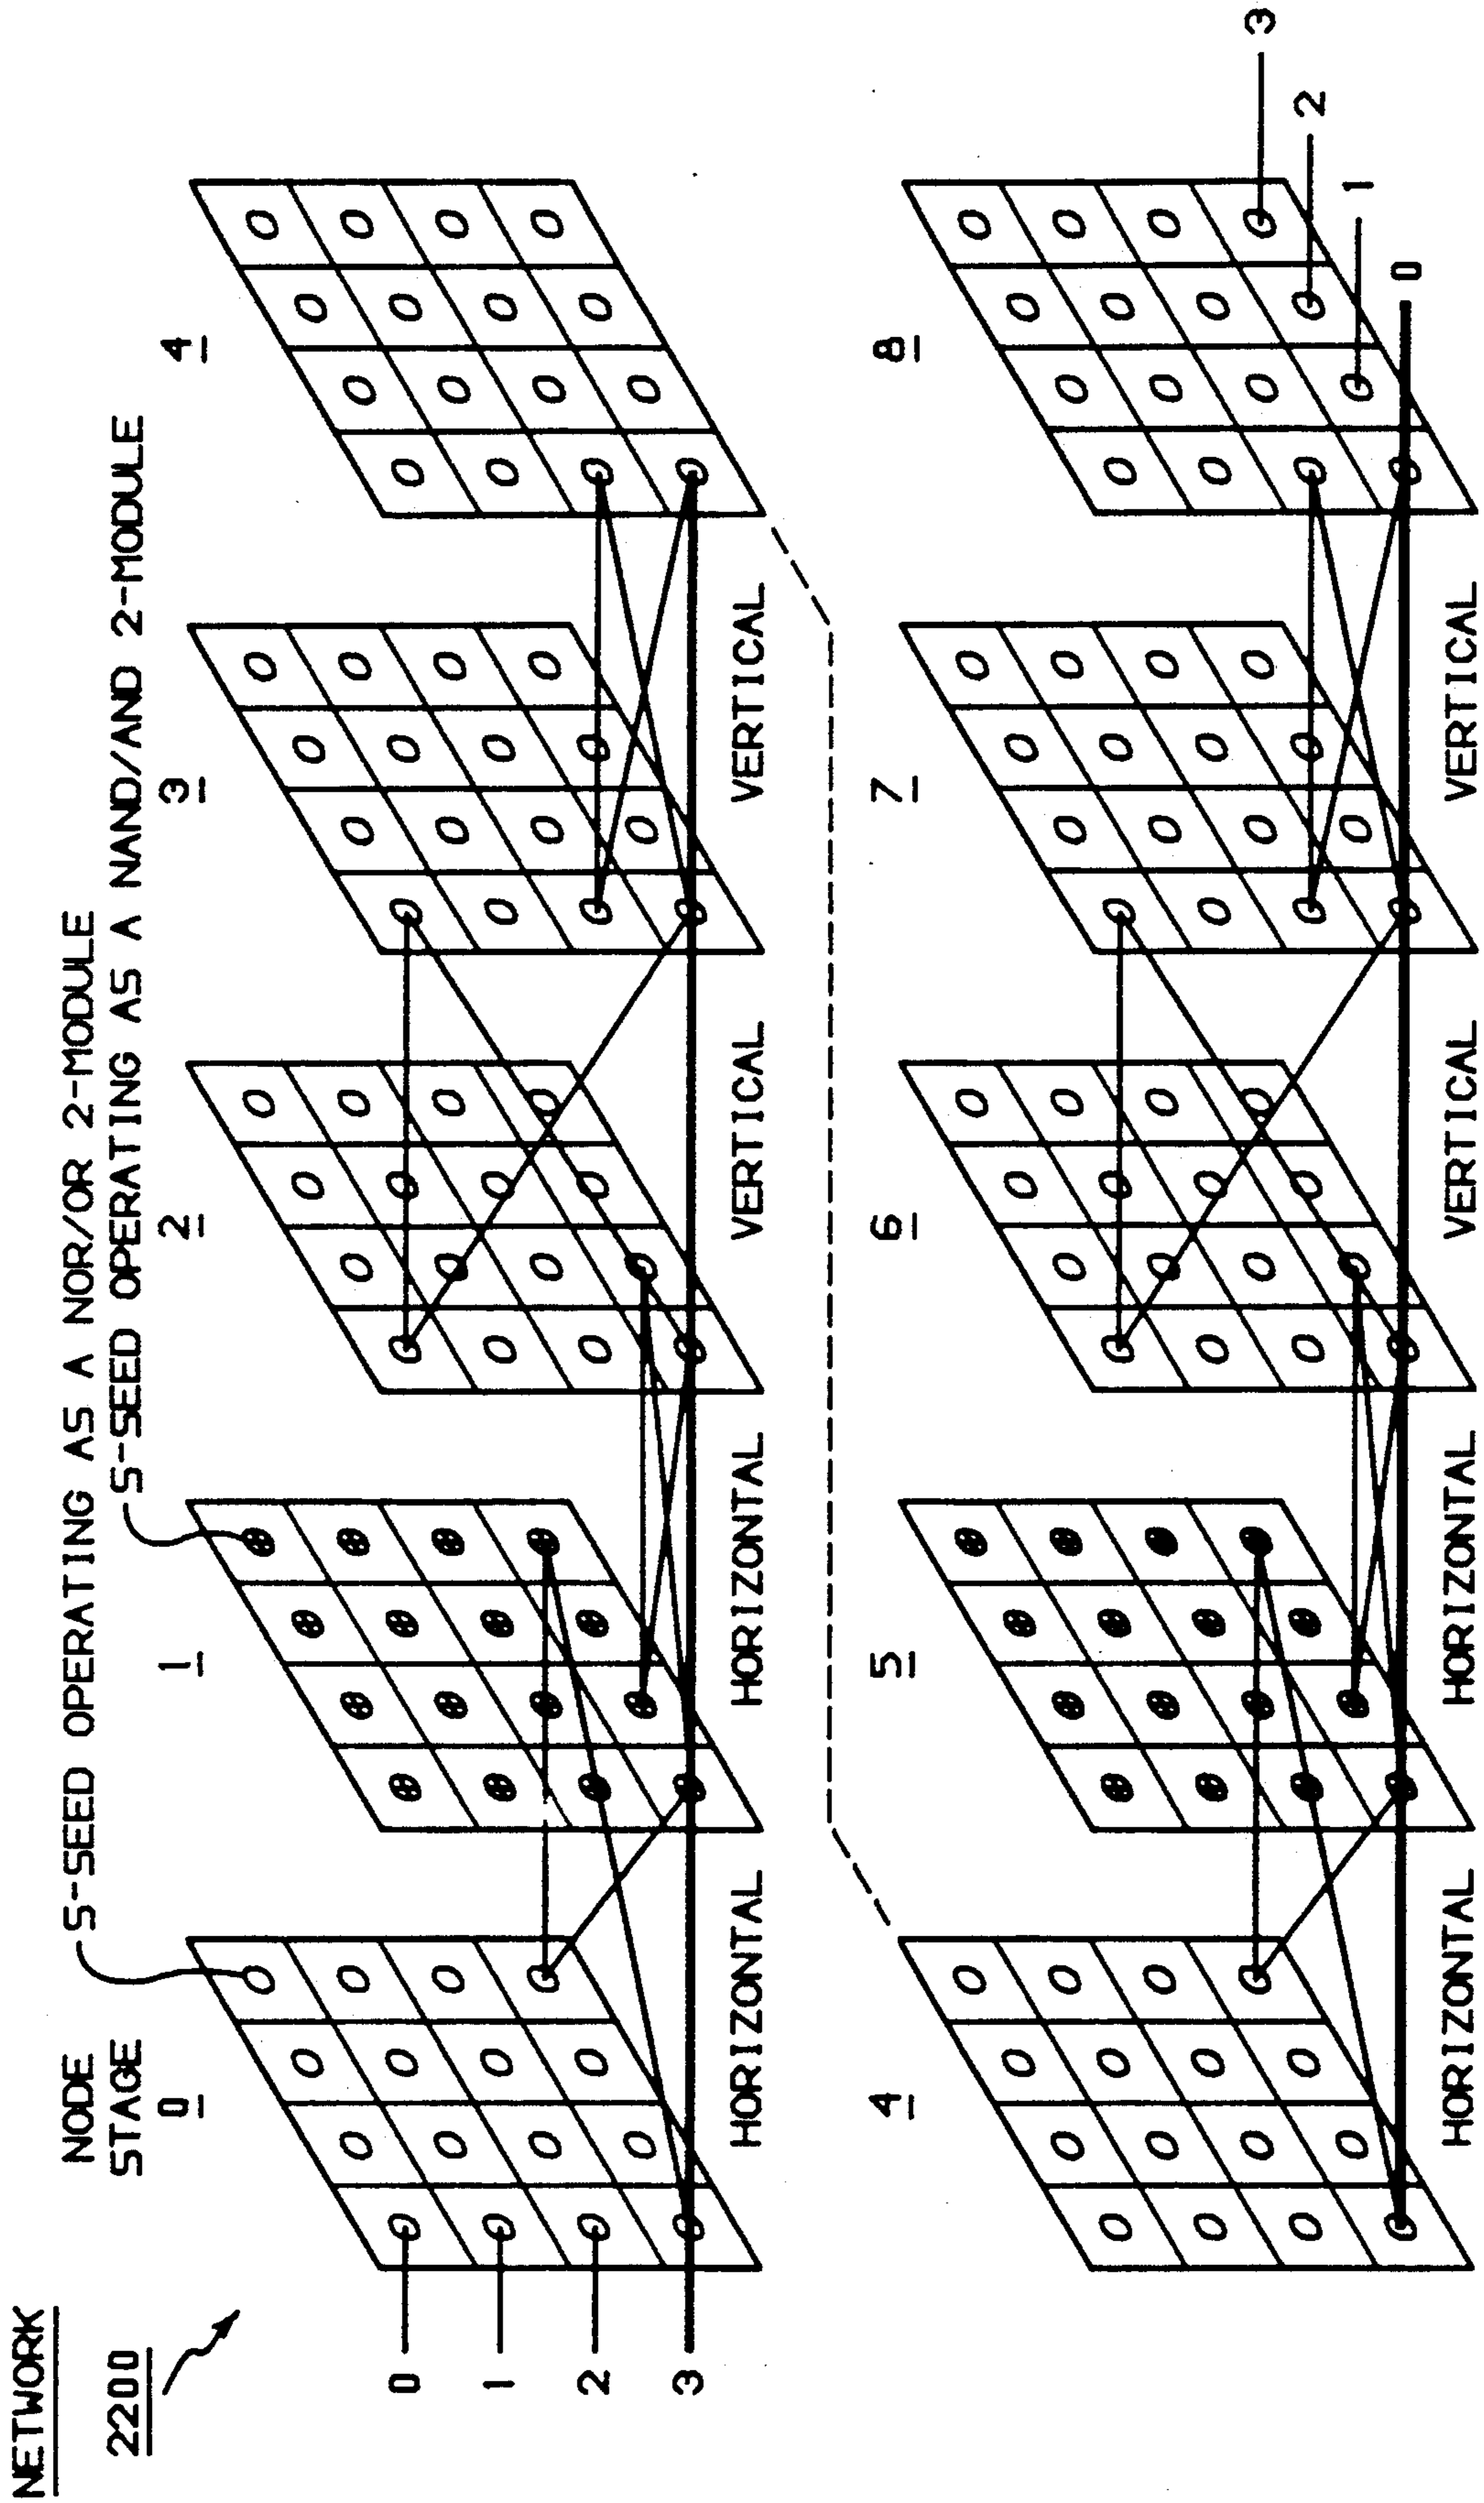 NETWORK
2200
NODE
STAGE
S-SEED OPERATING AS A NOR/OR 2-MODULE
S-SEED OPERATING AS A NAND/AND 2-MODULE
0
1
2
3
4
0
1
2
3
HORIZONTAL
HORIZONTAL
VERTICAL
VERTICAL
4
5
6
7
8
3
2
1
0
HORIZONTAL
HORIZONTAL
VERTICAL
VERTICAL